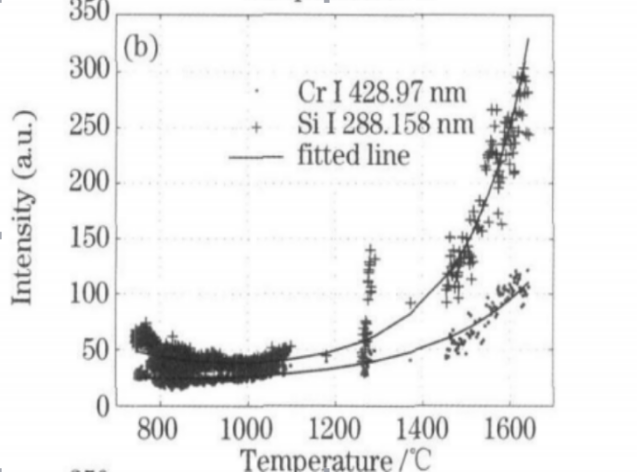 350
(b)
300
Cr I 428.97 nm
250
Si I 288.158 nm
fitted line
200
Intensity (a.u.)
150
100
50
0
800 1000 1200 1400 1600
Temperature /℃